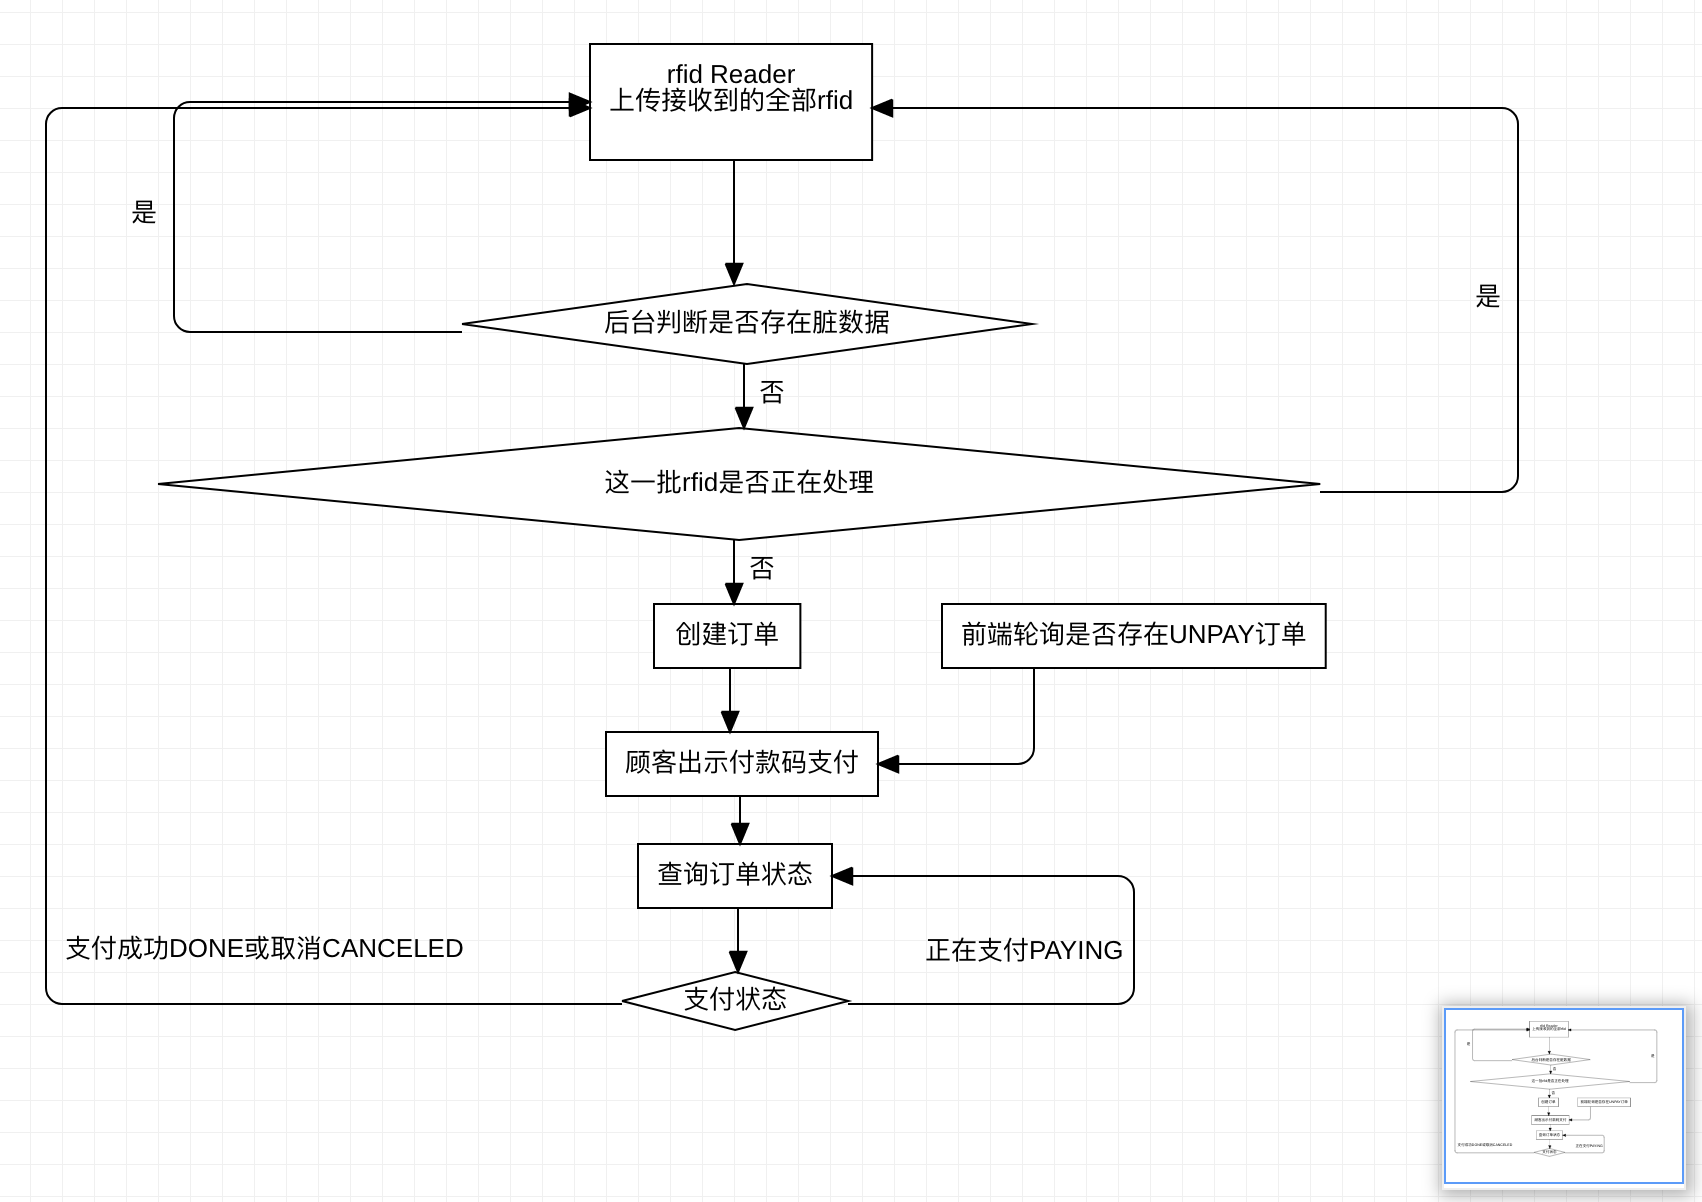 rfid Reader
上传接收到的全部rfid
是
后台判断是否存在脏数据
是
否
这一批rfid是否正在处理
否
创建订单
前端轮询是否存在UNPAY订单
顾客出示付款码支付
查询订单状态
支付成功DONE或取消CANCELED
正在支付PAYING
支付状态